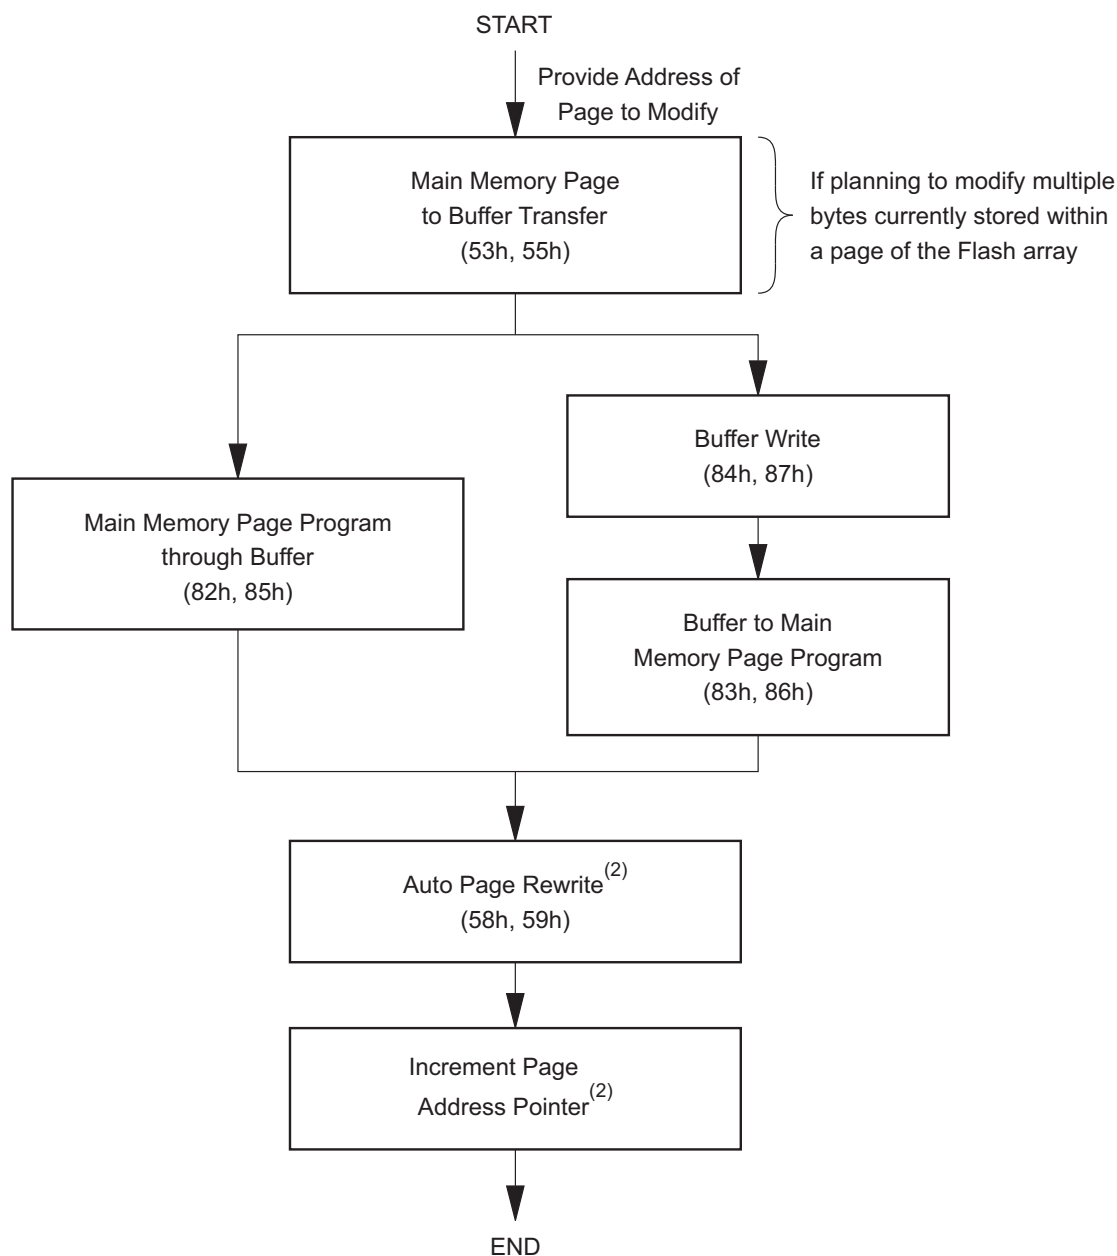 START
Provide Address of
Page to Modify
Main Memory Page
to Buffer Transfer
(53h, 55h)
If planning to modify multiple
bytes currently stored within
a page of the Flash array
Main Memory Page Program
through Buffer
(82h, 85h)
Buffer Write
(84h, 87h)
Buffer to Main
Memory Page Program
(83h, 86h)
Auto Page Rewrite(2)
(58h, 59h)
Increment Page
Address Pointer(2)
END